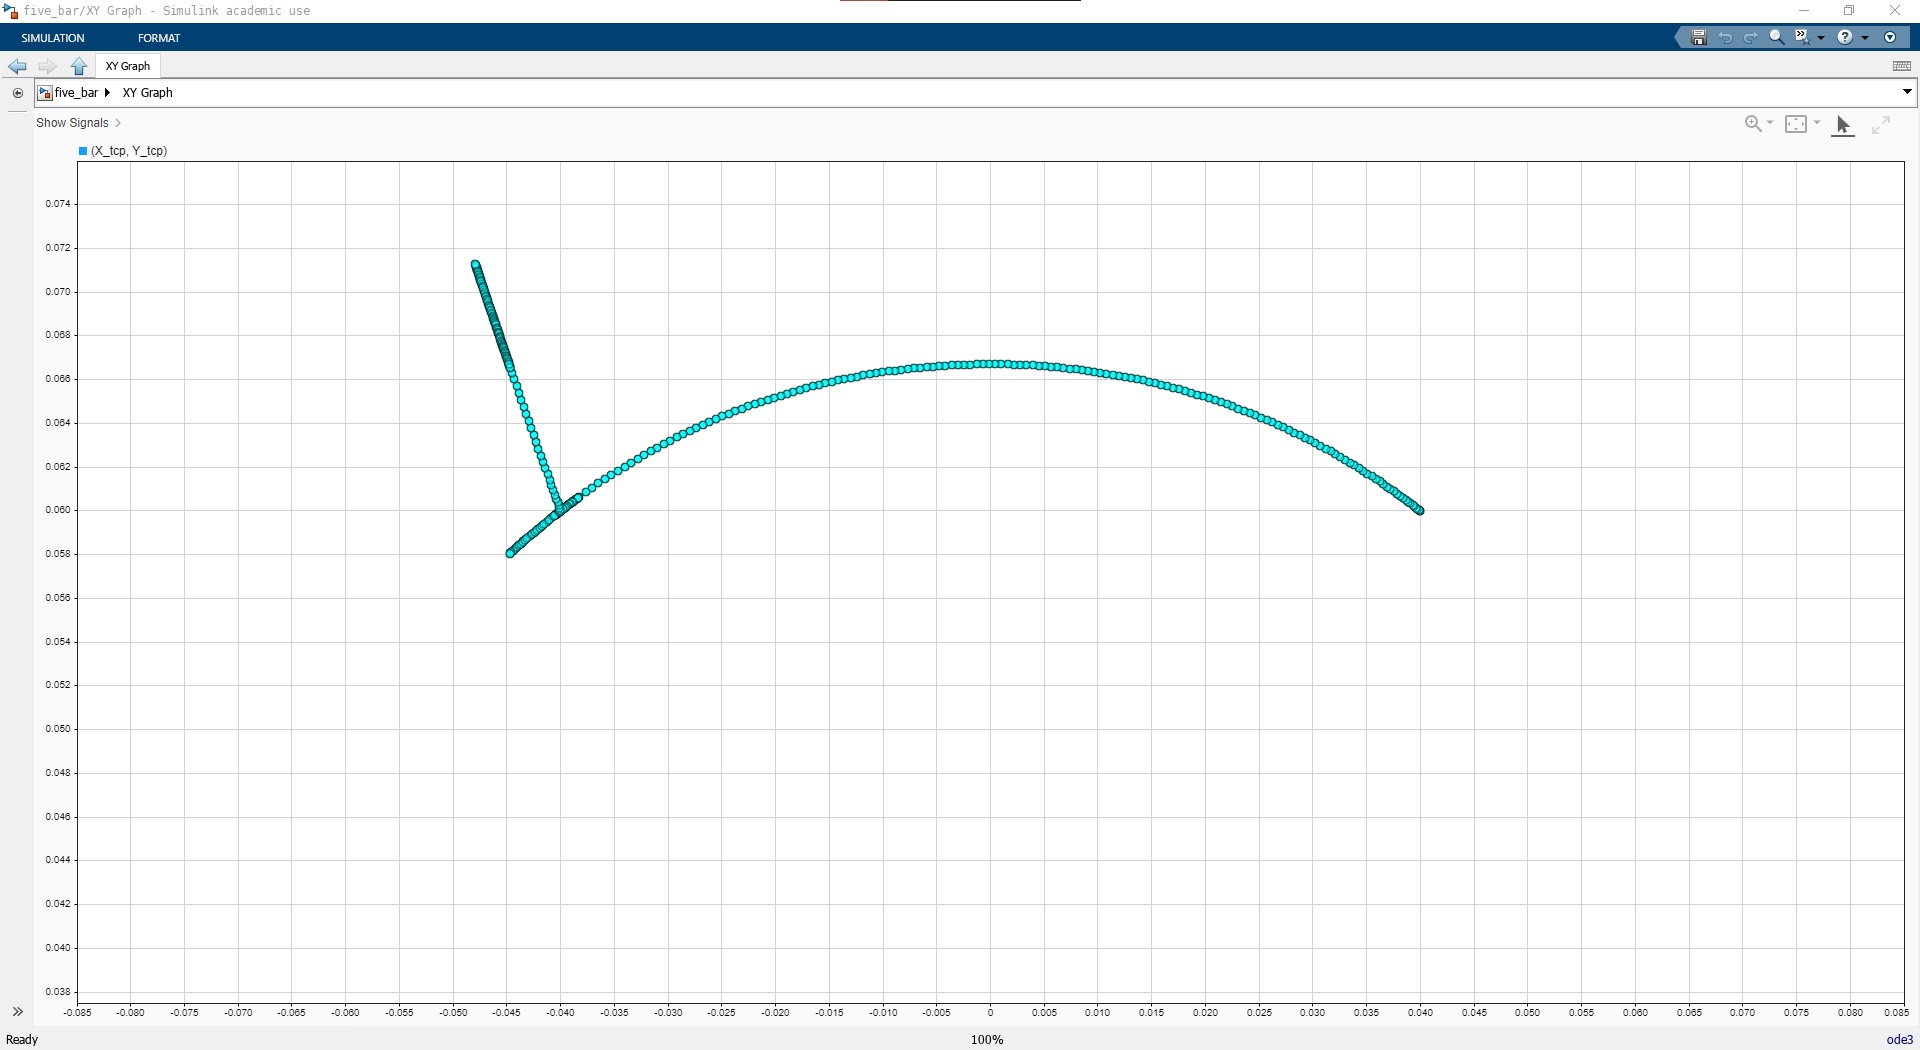 five_bar/XY Graph - Simulink academic use
SIMULATION FORMAT
XY Graph
five_bar XY Graph
Show Signals
(X_tcp, Y_tcp)
0.074
0.072
0.070
0.068
0.066
0.064
0.062
0.060
0.058
0.056
0.054
0.052
0.050
0.048
0.046
0.044
0.042
0.040
0.038
-0.085 -0.080 -0.075 -0.070 -0.065 -0.060 -0.055 -0.050 -0.045 -0.040 -0.035 -0.030 -0.025 -0.020 -0.015 -0.010 -0.005 0 0.005 0.010 0.015 0.020 0.025 0.030 0.035 0.040 0.045 0.050 0.055 0.060 0.065 0.070 0.075 0.080 0.085
Ready 100% ode3